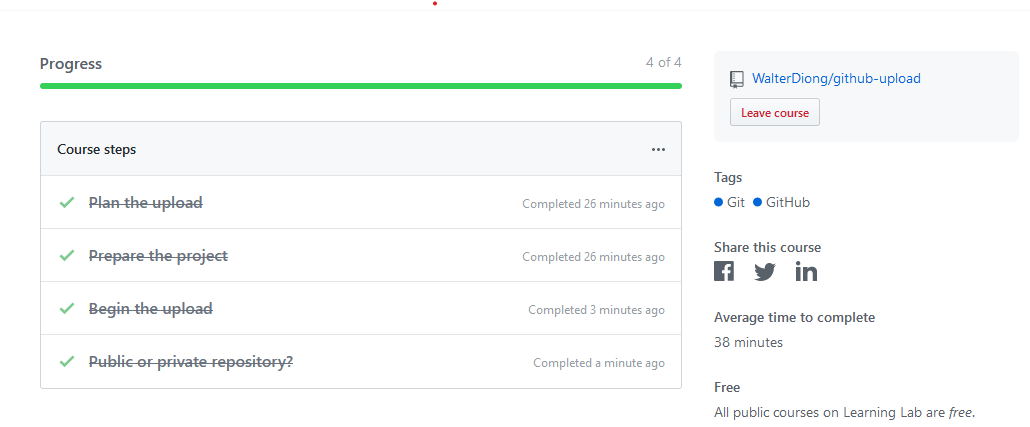 Progress
4 of 4
Course steps
Plan the upload
Completed 26 minutes ago
Prepare the project
Completed 26 minutes ago
Begin the upload
Completed 3 minutes ago
Public or private repository?
Completed a minute ago
WalterDiong/github-upload
Leave course
Tags
Git GitHub
Share this course
Average time to complete
38 minutes
Free
All public courses on Learning Lab are free.